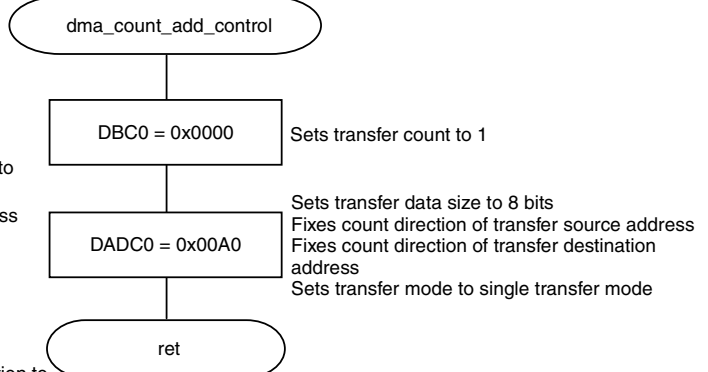 dma_count_add_control
DBC0 = 0x0000
Sets transfer count to 1
to
ss
DADC0 = 0x00A0
Sets transfer data size to 8 bits
Fixes count direction of transfer source address
Fixes count direction of transfer destination
address
Sets transfer mode to single transfer mode
ret